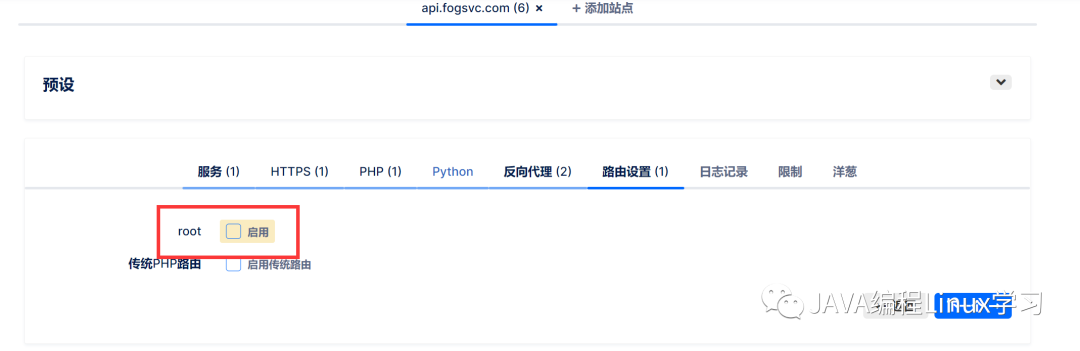 api.fogsvc.com (6) × + 添加站点
预设
服务 (1) HTTPS (1) PHP (1) Python 反向代理 (2) 路由设置 (1) 日志记录 限制 洋葱
root 启用
传统PHP路由 启用传统路由
JAVA编程Linux学习